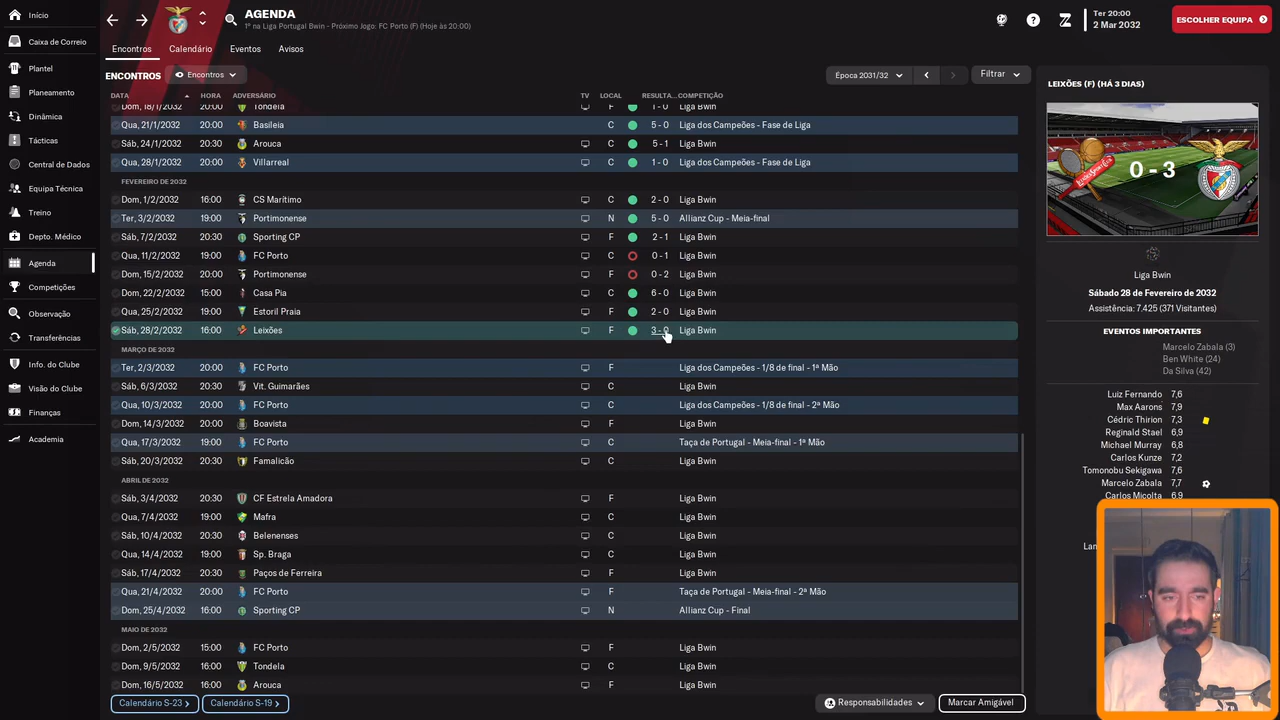 Início
Caixa de Correio
Plantel
Planeamento
Dinâmica
Tácticas
Central de Dados
Equipa Técnica
Treino
Depto. Médico
Agenda
Competições
Observação
Transferências
Info. do Clube
Visão do Clube
Finanças
Academia
AGENDA
1º na Liga Portugal Bwin - Próximo Jogo: FC Porto (F) (Hoje às 20:00)
Ter 20:00
2 Mar 2032
ESCOLHER EQUIPA
Encontros Calendário Eventos Avisos
ENCONTROS Encontros
Época 2031/32 Filtrar
DATA HORA ADVERSÁRIO TV LOCAL RESULTA... COMPETIÇÃO
Dom, 18/1/2032 20:00 Tondela C 1 - 0 Liga Bwin
Qua, 21/1/2032 20:00 Basileia C 5 - 0 Liga dos Campeões - Fase de Liga
Sáb, 24/1/2032 20:30 Arouca C 5 - 1 Liga Bwin
Qua, 28/1/2032 20:00 Villarreal C 1 - 0 Liga dos Campeões - Fase de Liga
FEVEREIRO DE 2032
Dom, 1/2/2032 16:00 CS Marítimo C 2 - 0 Liga Bwin
Ter, 3/2/2032 19:00 Portimonense N 5 - 0 Allianz Cup - Meia-final
Sáb, 7/2/2032 20:30 Sporting CP F 2 - 1 Liga Bwin
Qua, 11/2/2032 19:00 FC Porto C 0 - 1 Liga Bwin
Dom, 15/2/2032 20:00 Portimonense F 0 - 2 Liga Bwin
Dom, 22/2/2032 15:00 Casa Pia C 6 - 0 Liga Bwin
Qua, 25/2/2032 19:00 Estoril Praia F 2 - 0 Liga Bwin
Sáb, 28/2/2032 16:00 Leixões F 3 - 0 Liga Bwin
MARÇO DE 2032
Ter, 2/3/2032 20:00 FC Porto F Liga dos Campeões - 1/8 de final - 1ª Mão
Sáb, 6/3/2032 20:30 Vit. Guimarães C Liga Bwin
Qua, 10/3/2032 20:00 FC Porto C Liga dos Campeões - 1/8 de final - 2ª Mão
Dom, 14/3/2032 20:30 Boavista F Liga Bwin
Qua, 17/3/2032 19:00 FC Porto C Taça de Portugal - Meia-final - 1ª Mão
Sáb, 20/3/2032 20:30 Famalicão C Liga Bwin
ABRIL DE 2032
Sáb, 3/4/2032 20:30 CF Estrela Amadora F Liga Bwin
Qua, 7/4/2032 19:00 Mafra C Liga Bwin
Sáb, 10/4/2032 20:30 Belenenses C Liga Bwin
Qua, 14/4/2032 19:00 Sp. Braga C Liga Bwin
Sáb, 17/4/2032 20:30 Paços de Ferreira F Liga Bwin
Qua, 21/4/2032 20:00 FC Porto F Taça de Portugal - Meia-final - 2ª Mão
Dom, 25/4/2032 16:00 Sporting CP N Allianz Cup - Final
MAIO DE 2032
Dom, 2/5/2032 15:00 FC Porto F Liga Bwin
Dom, 9/5/2032 16:00 Tondela C Liga Bwin
Dom, 16/5/2032 16:00 Arouca F Liga Bwin
Calendário S-23 Calendário S-19 Responsabilidades Marcar Amigável
LEIXÕES (F) (HÁ 3 DIAS)
0 - 3
Liga Bwin
Sábado 28 de Fevereiro de 2032
Assistência: 7.425 (371 Visitantes)
EVENTOS IMPORTANTES
Marcelo Zabala (3)
Ben White (24)
Da Silva (42)
Luiz Fernando 7,6
Max Aarons 7,9
Cédric Thirion 7,3
Reginald Stael 6,9
Michael Murray 6,8
Carlos Kunze 7,2
Tomonobu Sekigawa 7,6
Marcelo Zabala 7,7
Carlos Micolta 6,9